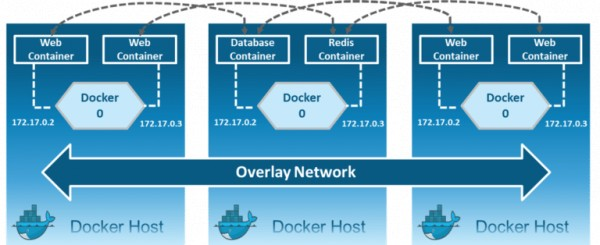 Web
Container
Web
Container
Docker
0
172.17.0.2
172.17.0.3
Database
Container
Redis
Container
Docker
0
172.17.0.2
172.17.0.3
Web
Container
Web
Container
Docker
0
172.17.0.2
172.17.0.3
Overlay Network
Docker Host
Docker Host
Docker Host